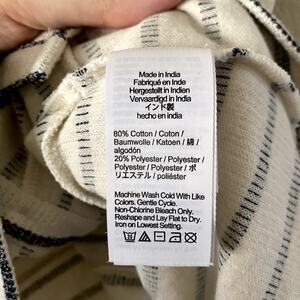 Made in India
Fabriqué en Inde
Hergestellt in Indien
Vervaardigd in India
インド製
hecho en india
80% Cotton / Coton /
Baumwolle / Katoen / 綿 /
algodón
20% Polyester / Polyester /
Polyester / Polyester / ポ
リエステル / poliéster
Machine Wash Cold With Like
Colors. Gentle Cycle.
Non-Chlorine Bleach Only.
Reshape and Lay Flat to Dry.
Iron on Lowest Setting.